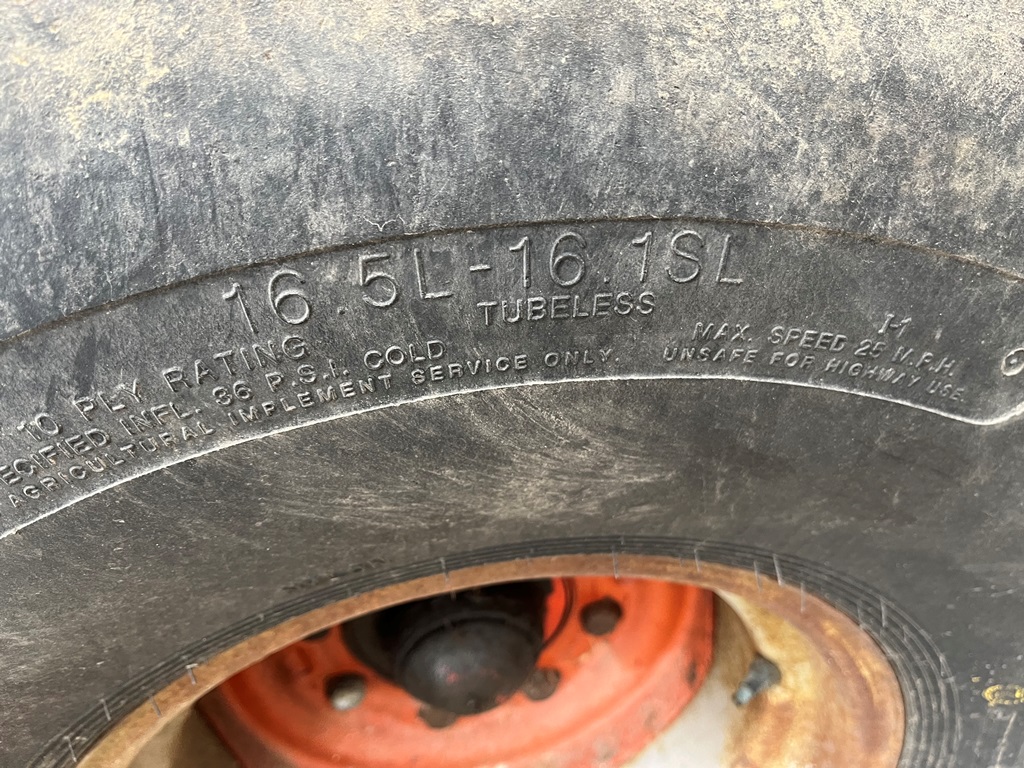 16.5L-16.1SL
TUBELESS
10 PLY RATING
ECIFIED INFL. 36 P.S.I. COLD
AGRICULTURAL IMPLEMENT SERVICE ONLY.
I-1
MAX. SPEED 25 M.P.H.
UNSAFE FOR HIGHWAY USE.